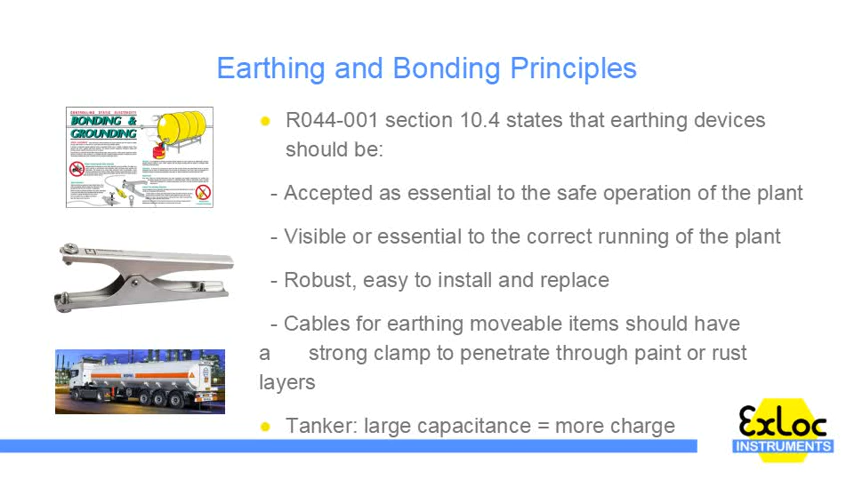 Earthing and Bonding Principles
BONDING &
GROUNDING
● R044-001 section 10.4 states that earthing devices
should be:
- Accepted as essential to the safe operation of the plant
- Visible or essential to the correct running of the plant
- Robust, easy to install and replace
- Cables for earthing moveable items should have
a strong clamp to penetrate through paint or rust
layers
● Tanker: large capacitance = more charge
ExLoc
INSTRUMENTS